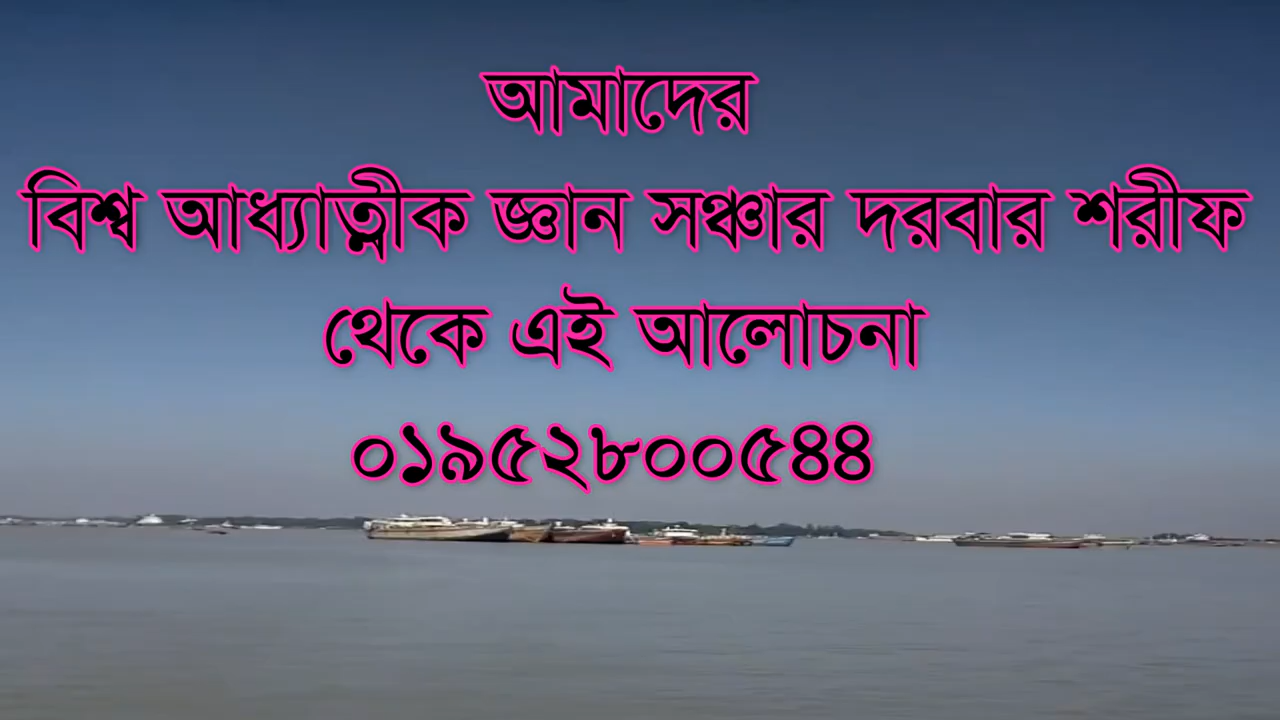 আমাদের
বিশ্ব আধ্যাত্নীক জ্ঞান সঞ্চার দরবার শরীফ
থেকে এই আলোচনা
০১৯৫২৮০০৫৪৪